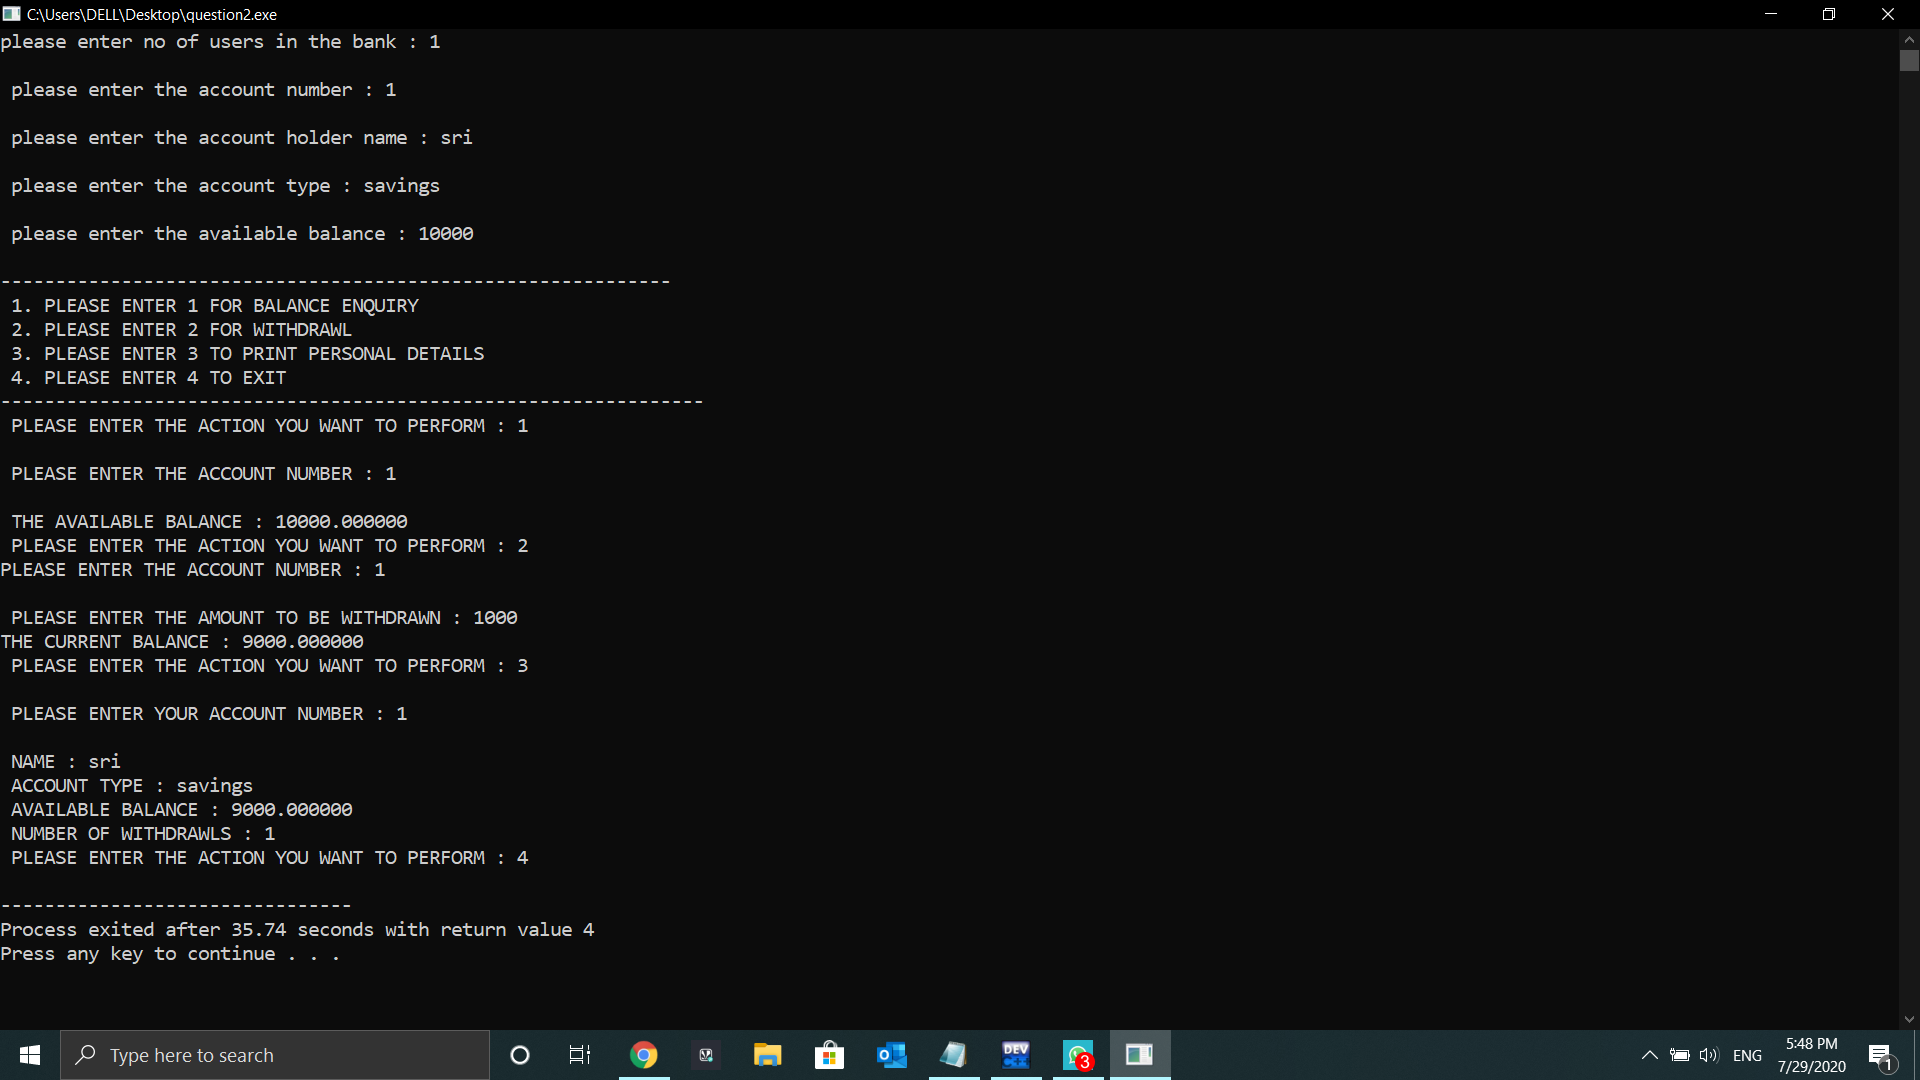 C:\Users\DELL\Desktop\question2.exe
please enter no of users in the bank : 1
please enter the account number : 1
please enter the account holder name : sri
please enter the account type : savings
please enter the available balance : 10000
-------------------------------------------------------------
1. PLEASE ENTER 1 FOR BALANCE ENQUIRY
2. PLEASE ENTER 2 FOR WITHDRAWL
3. PLEASE ENTER 3 TO PRINT PERSONAL DETAILS
4. PLEASE ENTER 4 TO EXIT
----------------------------------------------------------------
PLEASE ENTER THE ACTION YOU WANT TO PERFORM : 1
PLEASE ENTER THE ACCOUNT NUMBER : 1
THE AVAILABLE BALANCE : 10000.000000
PLEASE ENTER THE ACTION YOU WANT TO PERFORM : 2
PLEASE ENTER THE ACCOUNT NUMBER : 1
PLEASE ENTER THE AMOUNT TO BE WITHDRAWN : 1000
THE CURRENT BALANCE : 9000.000000
PLEASE ENTER THE ACTION YOU WANT TO PERFORM : 3
PLEASE ENTER YOUR ACCOUNT NUMBER : 1
NAME : sri
ACCOUNT TYPE : savings
AVAILABLE BALANCE : 9000.000000
NUMBER OF WITHDRAWLS : 1
PLEASE ENTER THE ACTION YOU WANT TO PERFORM : 4
--------------------------------
Process exited after 35.74 seconds with return value 4
Press any key to continue . . .
Type here to search
DEV
3
ENG
5:48 PM
7/29/2020
1